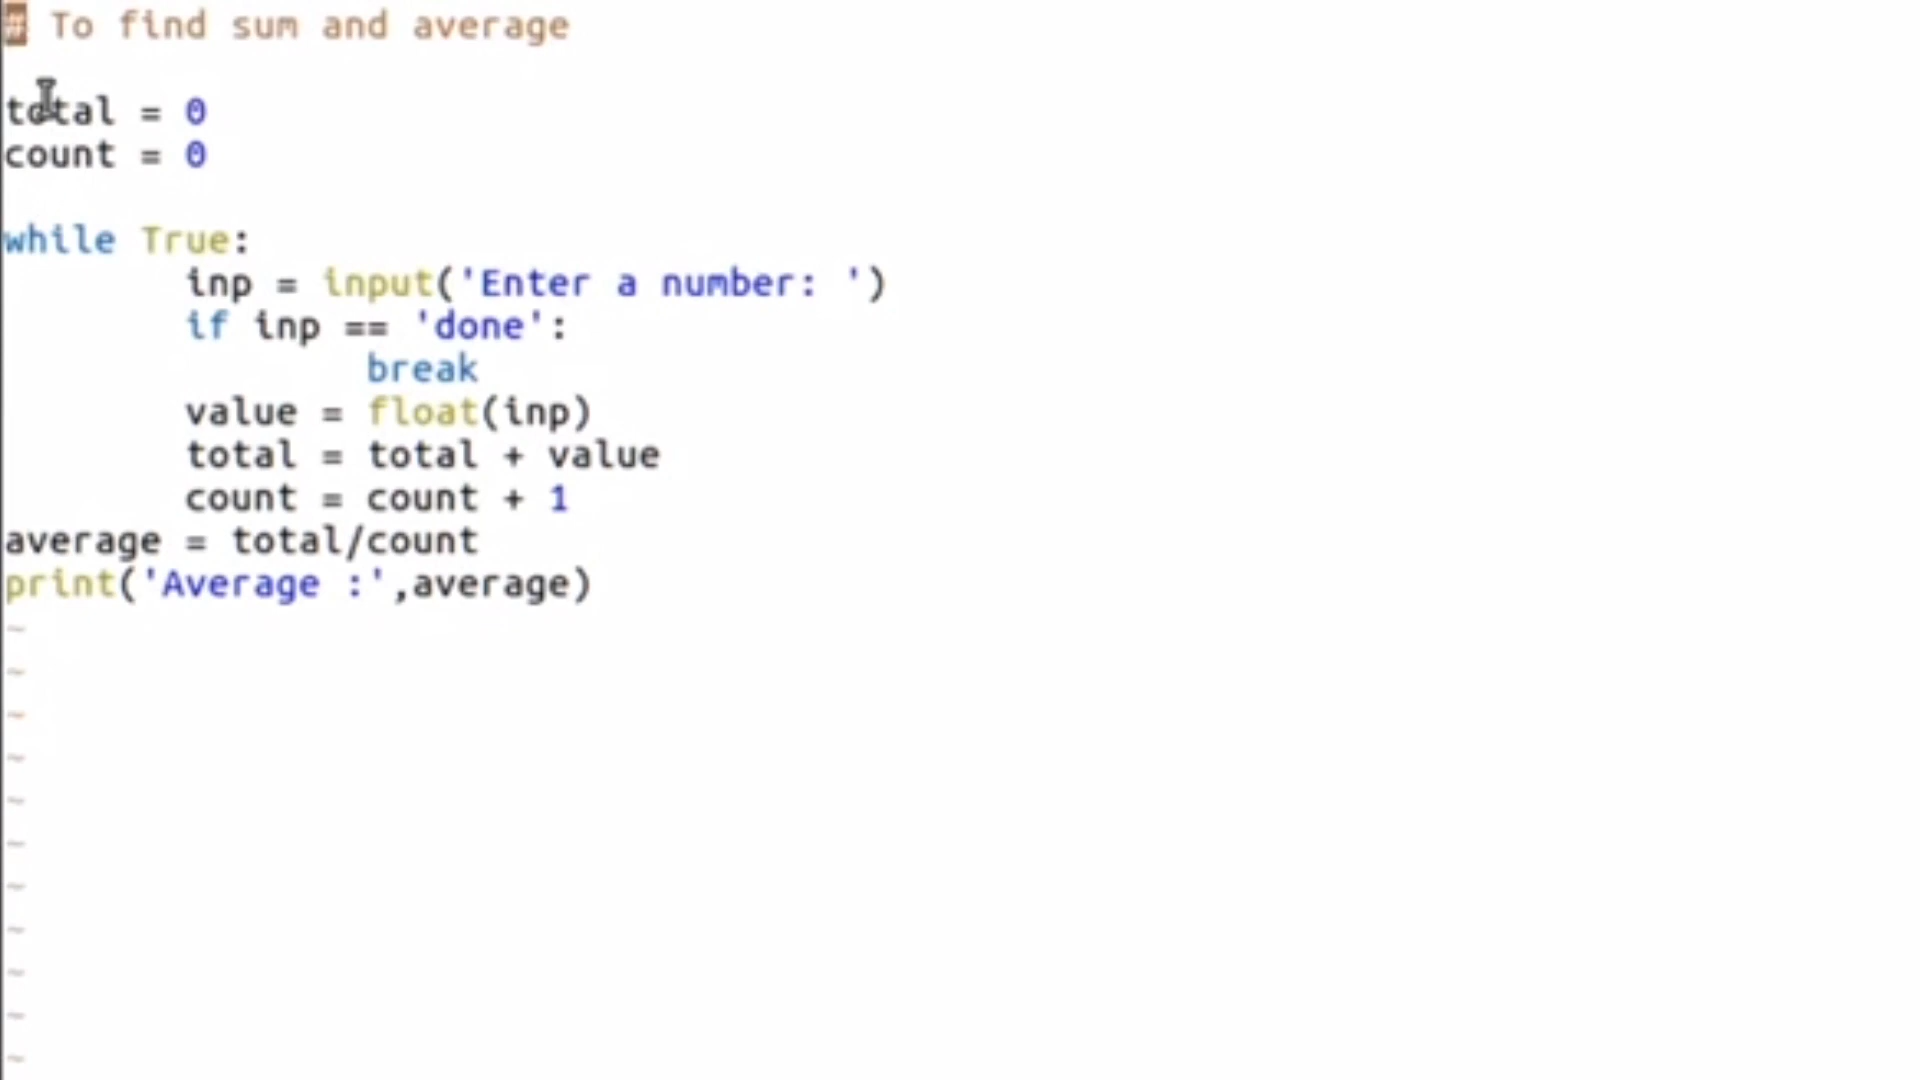 # To find sum and average
total = 0
count = 0
while True:
        inp = input('Enter a number: ')
        if inp == 'done':
                break
        value = float(inp)
        total = total + value
        count = count + 1
average = total/count
print('Average :',average)
~
~
~
~
~
~
~
~
~
~
~